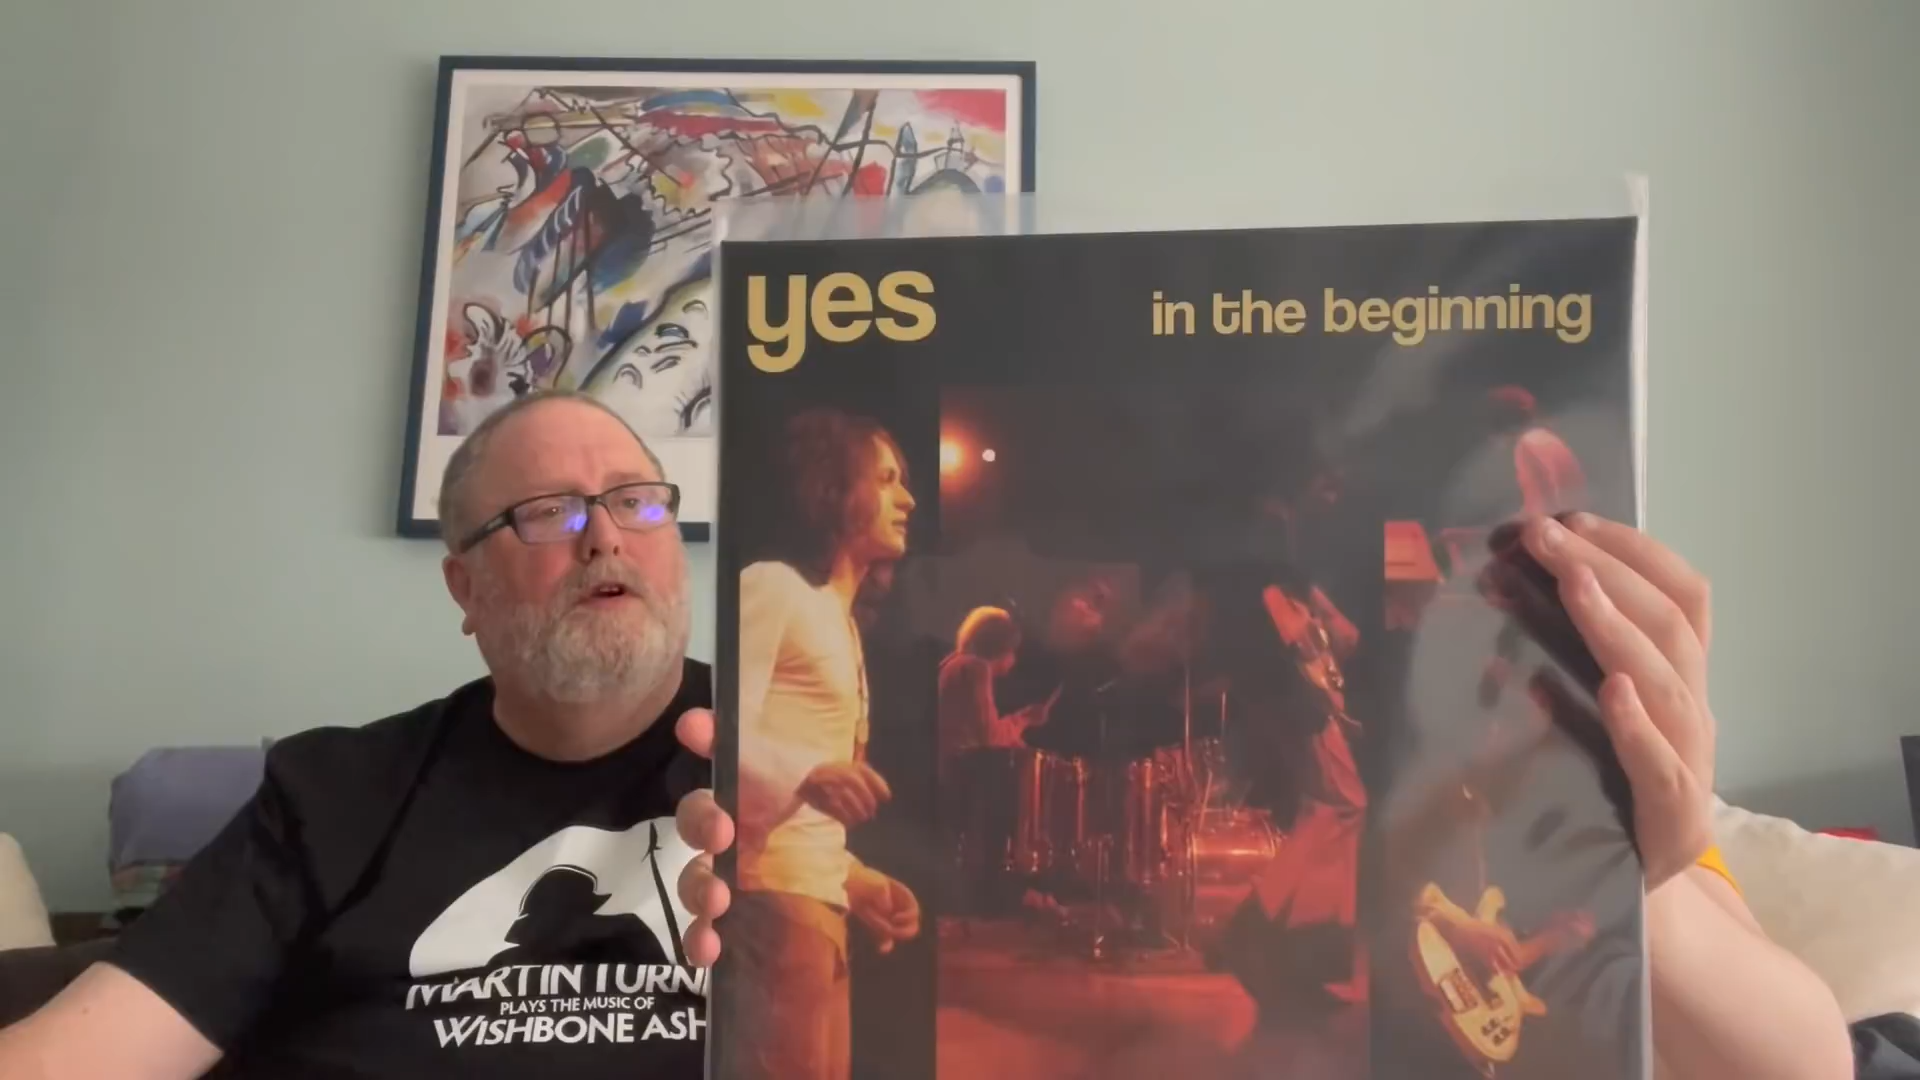 yes
in the beginning
MARTIN TURN
PLAYS THE MUSIC OF
WISHBONE ASH